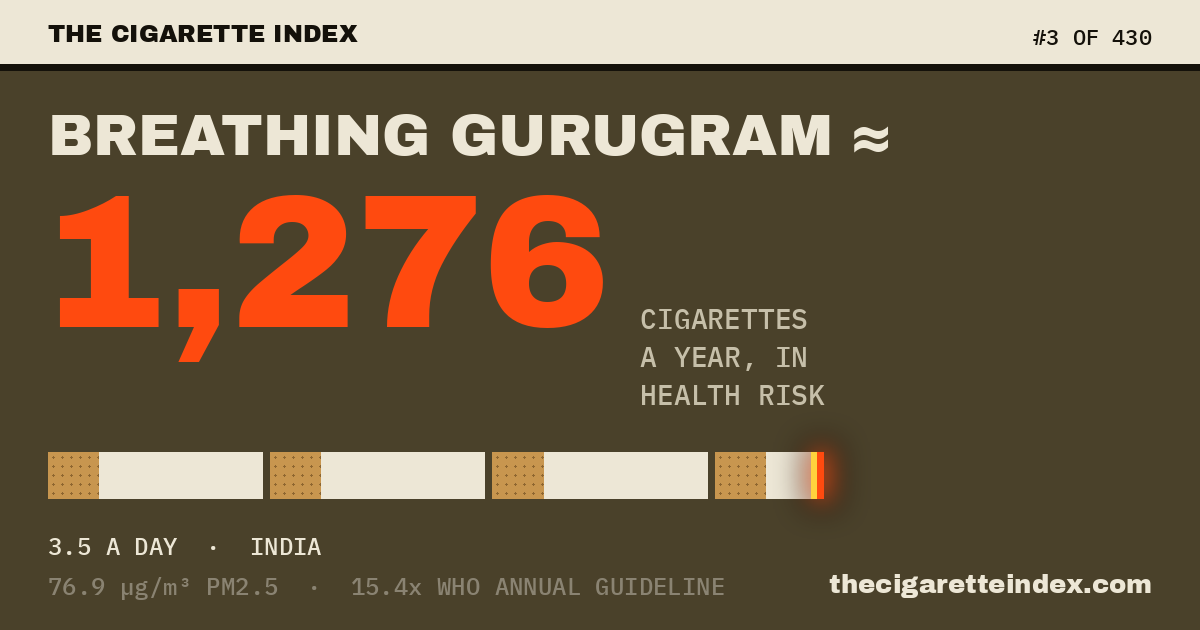 THE CIGARETTE INDEX
#3 OF 430
BREATHING GURUGRAM ≈
1,276
CIGARETTES
A YEAR, IN
HEALTH RISK
3.5 A DAY · INDIA
76.9 µg/m³ PM2.5 · 15.4x WHO ANNUAL GUIDELINE
thecigaretteindex.com